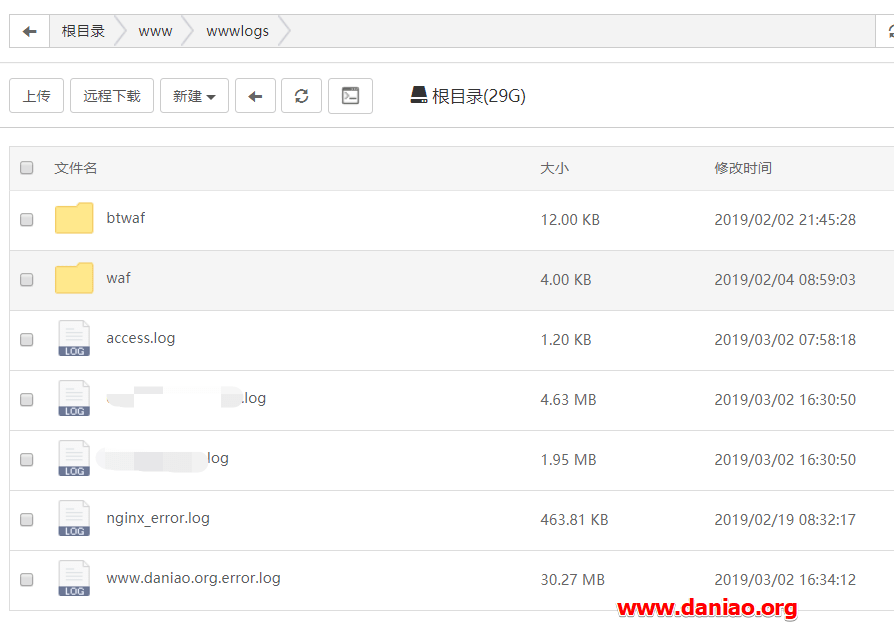 根目录 www wwwlogs
上传 远程下载 新建 根目录(29G)
文件名 大小 修改时间
btwaf 12.00 KB 2019/02/02 21:45:28
waf 4.00 KB 2019/02/04 08:59:03
access.log 1.20 KB 2019/03/02 07:58:18
LOG
.log 4.63 MB 2019/03/02 16:30:50
LOG
log 1.95 MB 2019/03/02 16:30:50
LOG
nginx_error.log 463.81 KB 2019/02/19 08:32:17
LOG
www.daniao.org.error.log 30.27 MB 2019/03/02 16:34:12
LOG
www.daniao.org